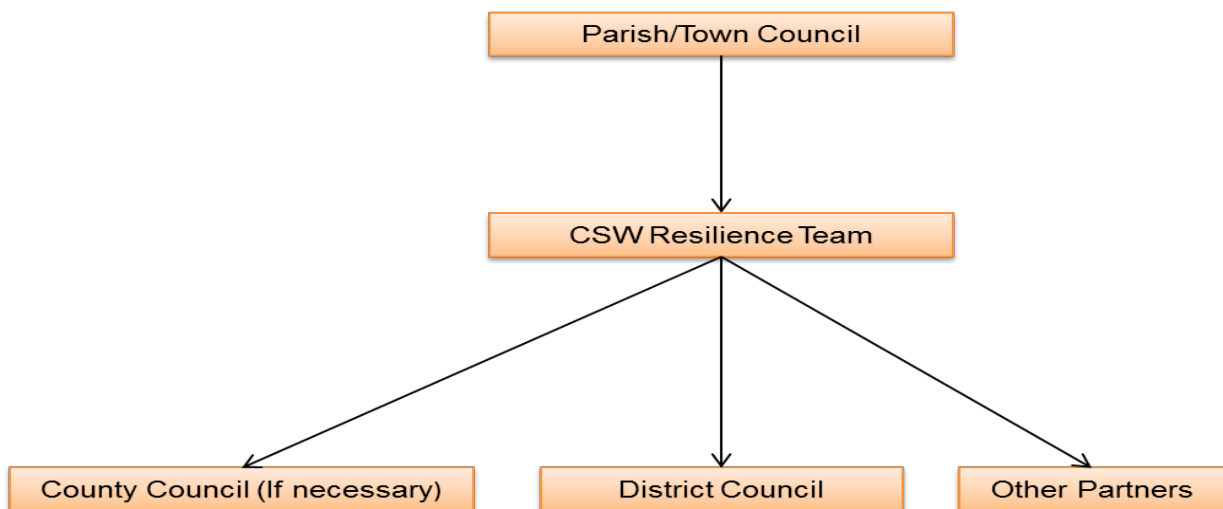 Parish/Town Council
CSW Resilience Team
County Council (If necessary)
District Council
Other Partners